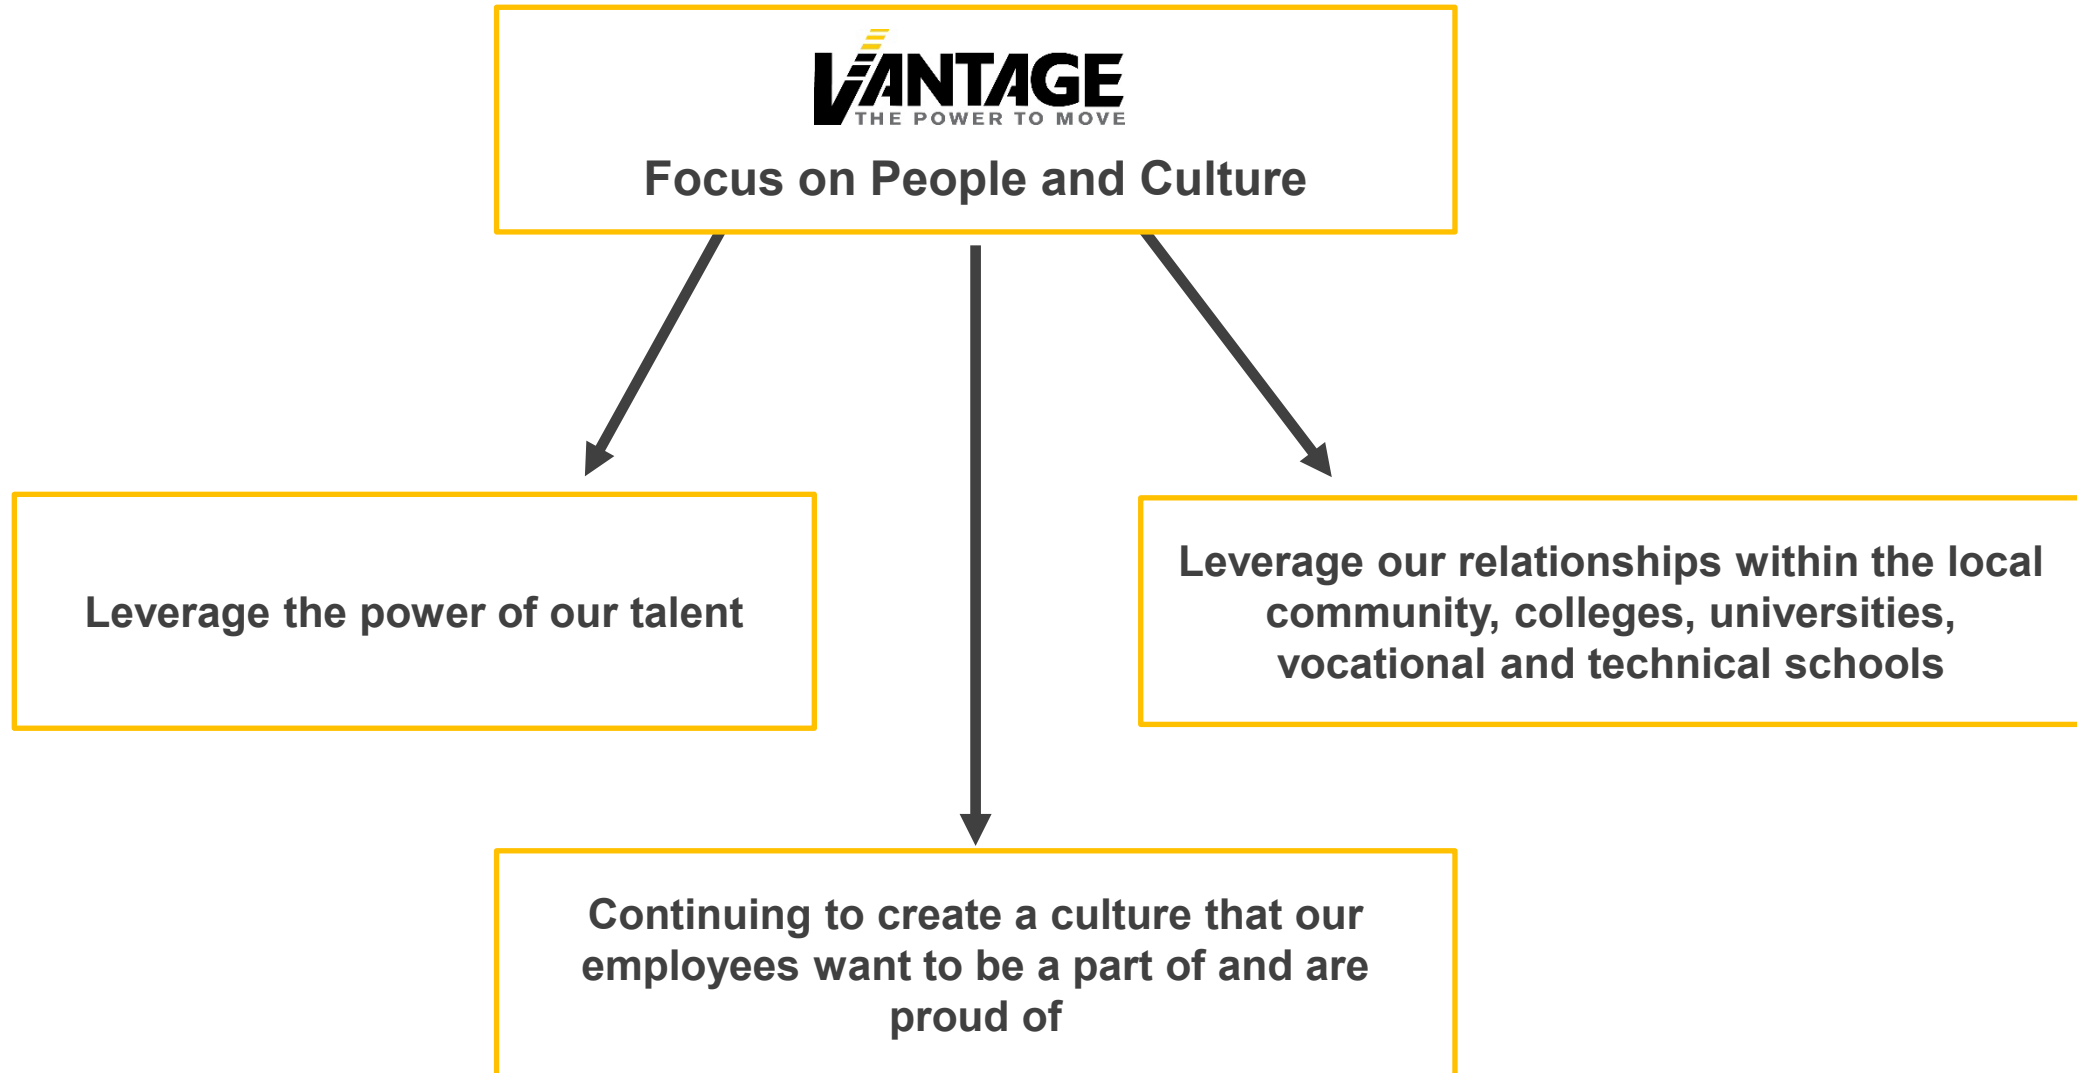 VANTAGE
THE POWER TO MOVE
Focus on People and Culture
Leverage the power of our talent
Leverage our relationships within the local
community, colleges, universities,
vocational and technical schools
Continuing to create a culture that our
employees want to be a part of and are
proud of